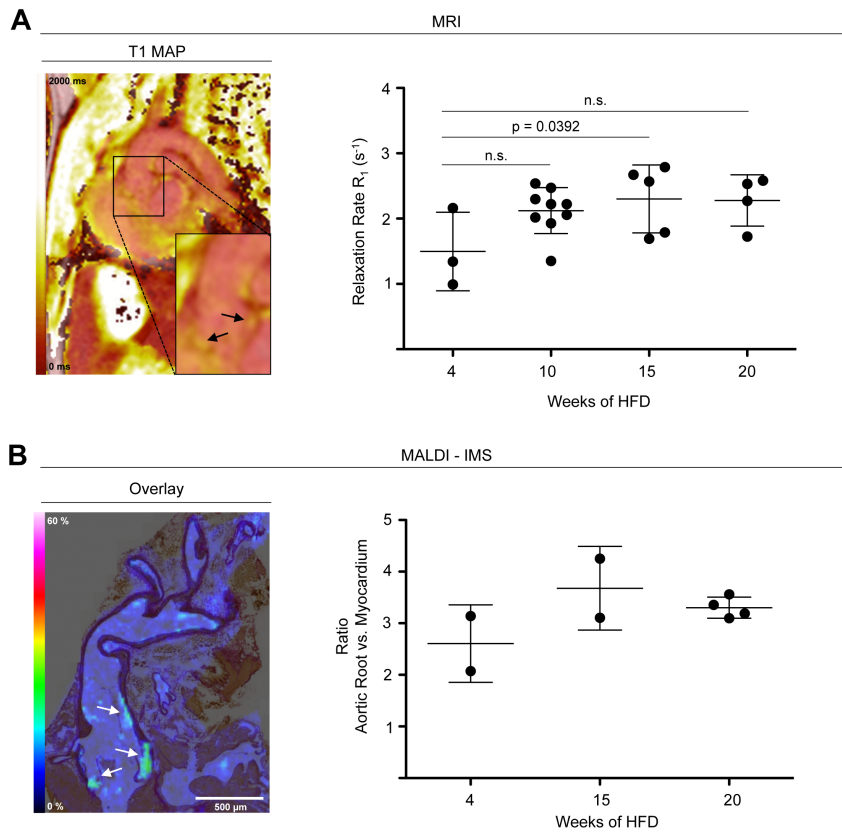 A
MRI
T1 MAP
2000 ms
0 ms
Relaxation Rate R₁ (s⁻¹)
4
3
2
1
n.s.
p = 0.0392
n.s.
4 10 15 20
Weeks of HFD
B
MALDI - IMS
Overlay
60 %
0 %
500 µm
Ratio
Aortic Root vs. Myocardium
5
4
3
2
1
4 15 20
Weeks of HFD